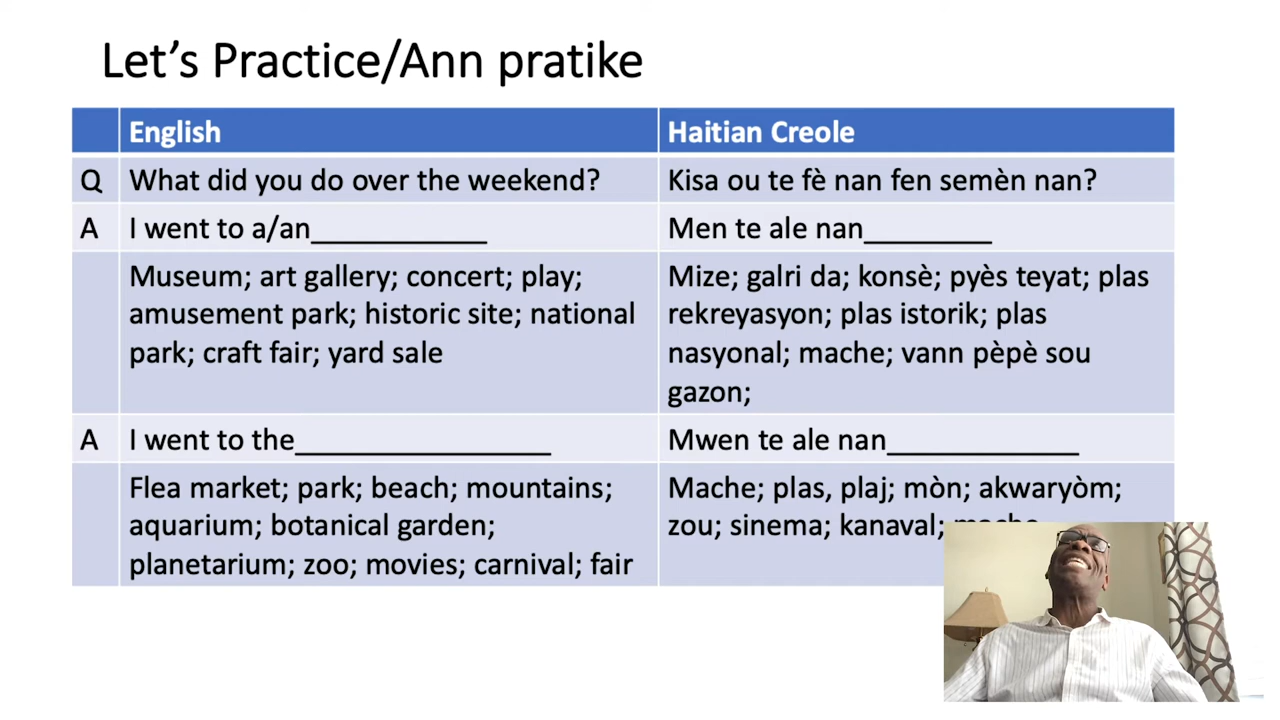 Let's Practice/Ann pratike
English
Haitian Creole
Q
What did you do over the weekend?
Kisa ou te fè nan fen semèn nan?
A
I went to a/an___________
Men te ale nan________
Museum; art gallery; concert; play;
amusement park; historic site; national
park; craft fair; yard sale
Mize; galri da; konsè; pyès teyat; plas
rekreyasyon; plas istorik; plas
nasyonal; mache; vann pèpè sou
gazon;
A
I went to the________________
Mwen te ale nan____________
Flea market; park; beach; mountains;
aquarium; botanical garden;
planetarium; zoo; movies; carnival; fair
Mache; plas, plaj; mòn; akwaryòm;
zou; sinema; kanaval;